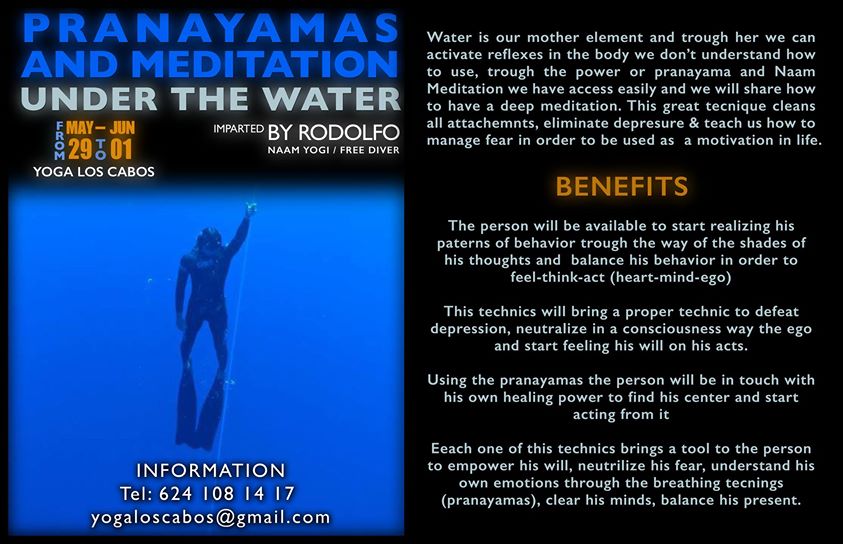 PRANAYAMAS
AND MEDITATION
UNDER THE WATER
FROM MAY 29 – TO JUN 01
IMPARTED BY RODOLFO
NAAM YOGI / FREE DIVER
YOGA LOS CABOS
INFORMATION
Tel: 624 108 14 17
yogaloscabos@gmail.com
Water is our mother element and trough her we can
activate reflexes in the body we don't understand how
to use, trough the power or pranayama and Naam
Meditation we have access easily and we will share how
to have a deep meditation. This great tecnique cleans
all attachemnts, eliminate depresure & teach us how to
manage fear in order to be used as a motivation in life.
BENEFITS
The person will be available to start realizing his
paterns of behavior trough the way of the shades of
his thoughts and balance his behavior in order to
feel-think-act (heart-mind-ego)
This technics will bring a proper technic to defeat
depression, neutralize in a consciousness way the ego
and start feeling his will on his acts.
Using the pranayamas the person will be in touch with
his own healing power to find his center and start
acting from it
Eeach one of this technics brings a tool to the person
to empower his will, neutrilize his fear, understand his
own emotions through the breathing tecnings
(pranayamas), clear his minds, balance his present.